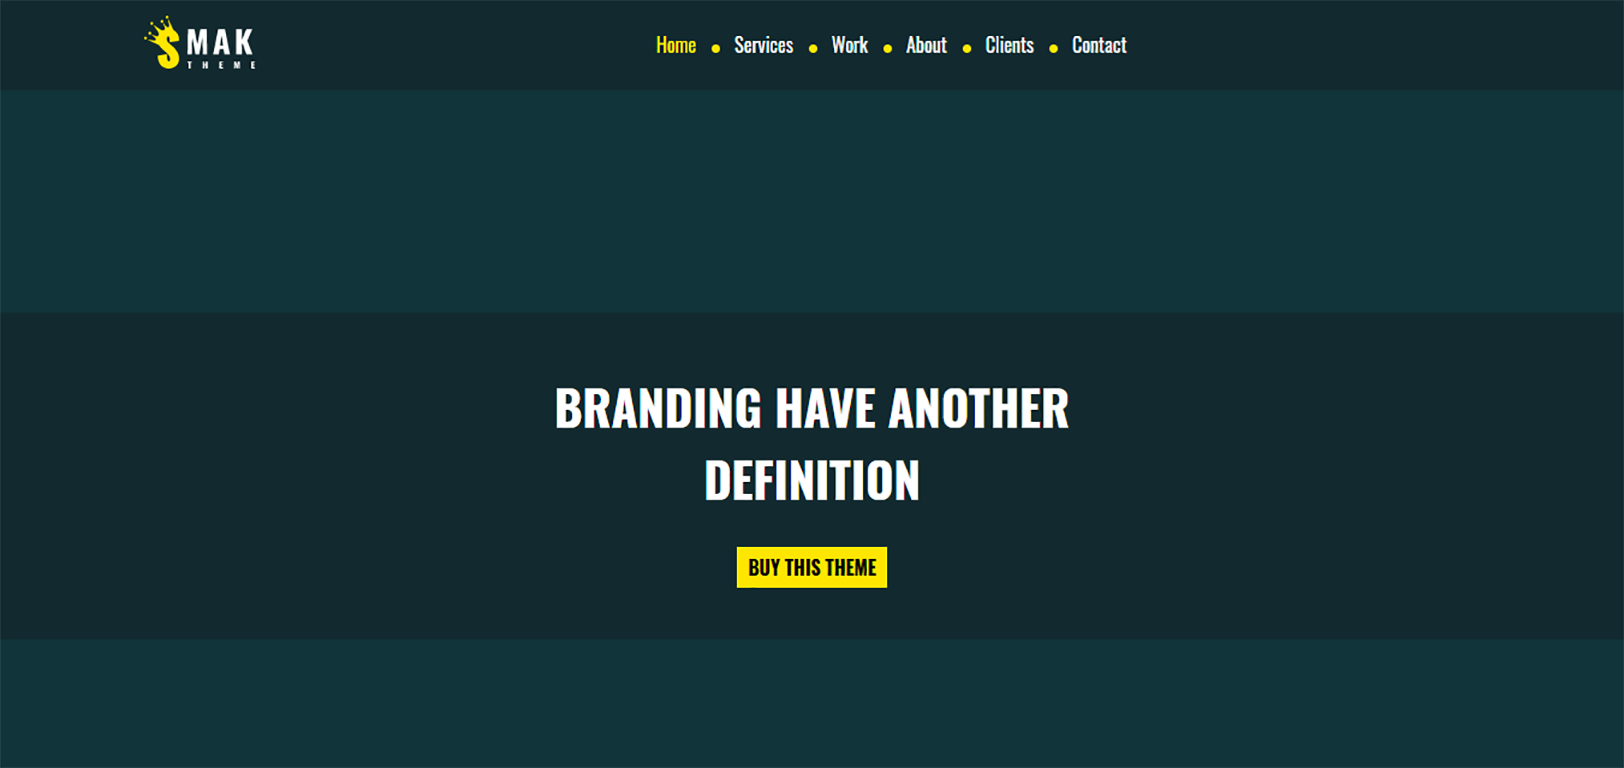 SMAK
THEME
Home • Services • Work • About • Clients • Contact
BRANDING HAVE ANOTHER
DEFINITION
BUY THIS THEME